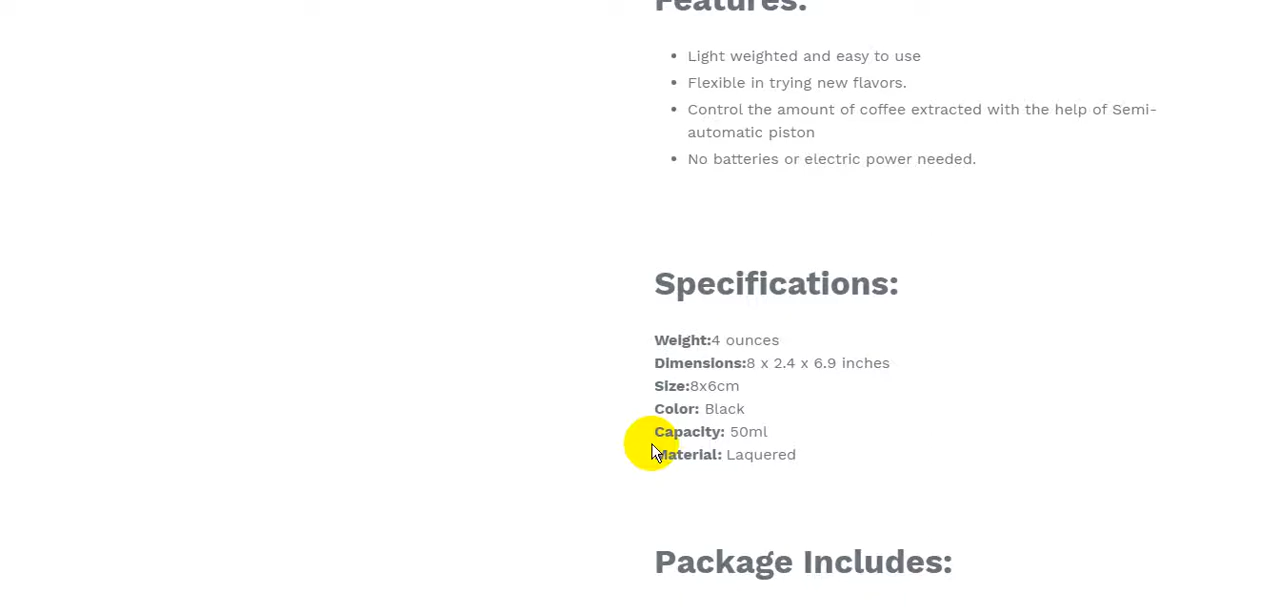 Features:
Light weighted and easy to use
Flexible in trying new flavors.
Control the amount of coffee extracted with the help of Semi-
automatic piston
No batteries or electric power needed.
Specifications:
Weight:4 ounces
Dimensions:8 x 2.4 x 6.9 inches
Size:8x6cm
Color: Black
Capacity: 50ml
Material: Laquered
Package Includes: